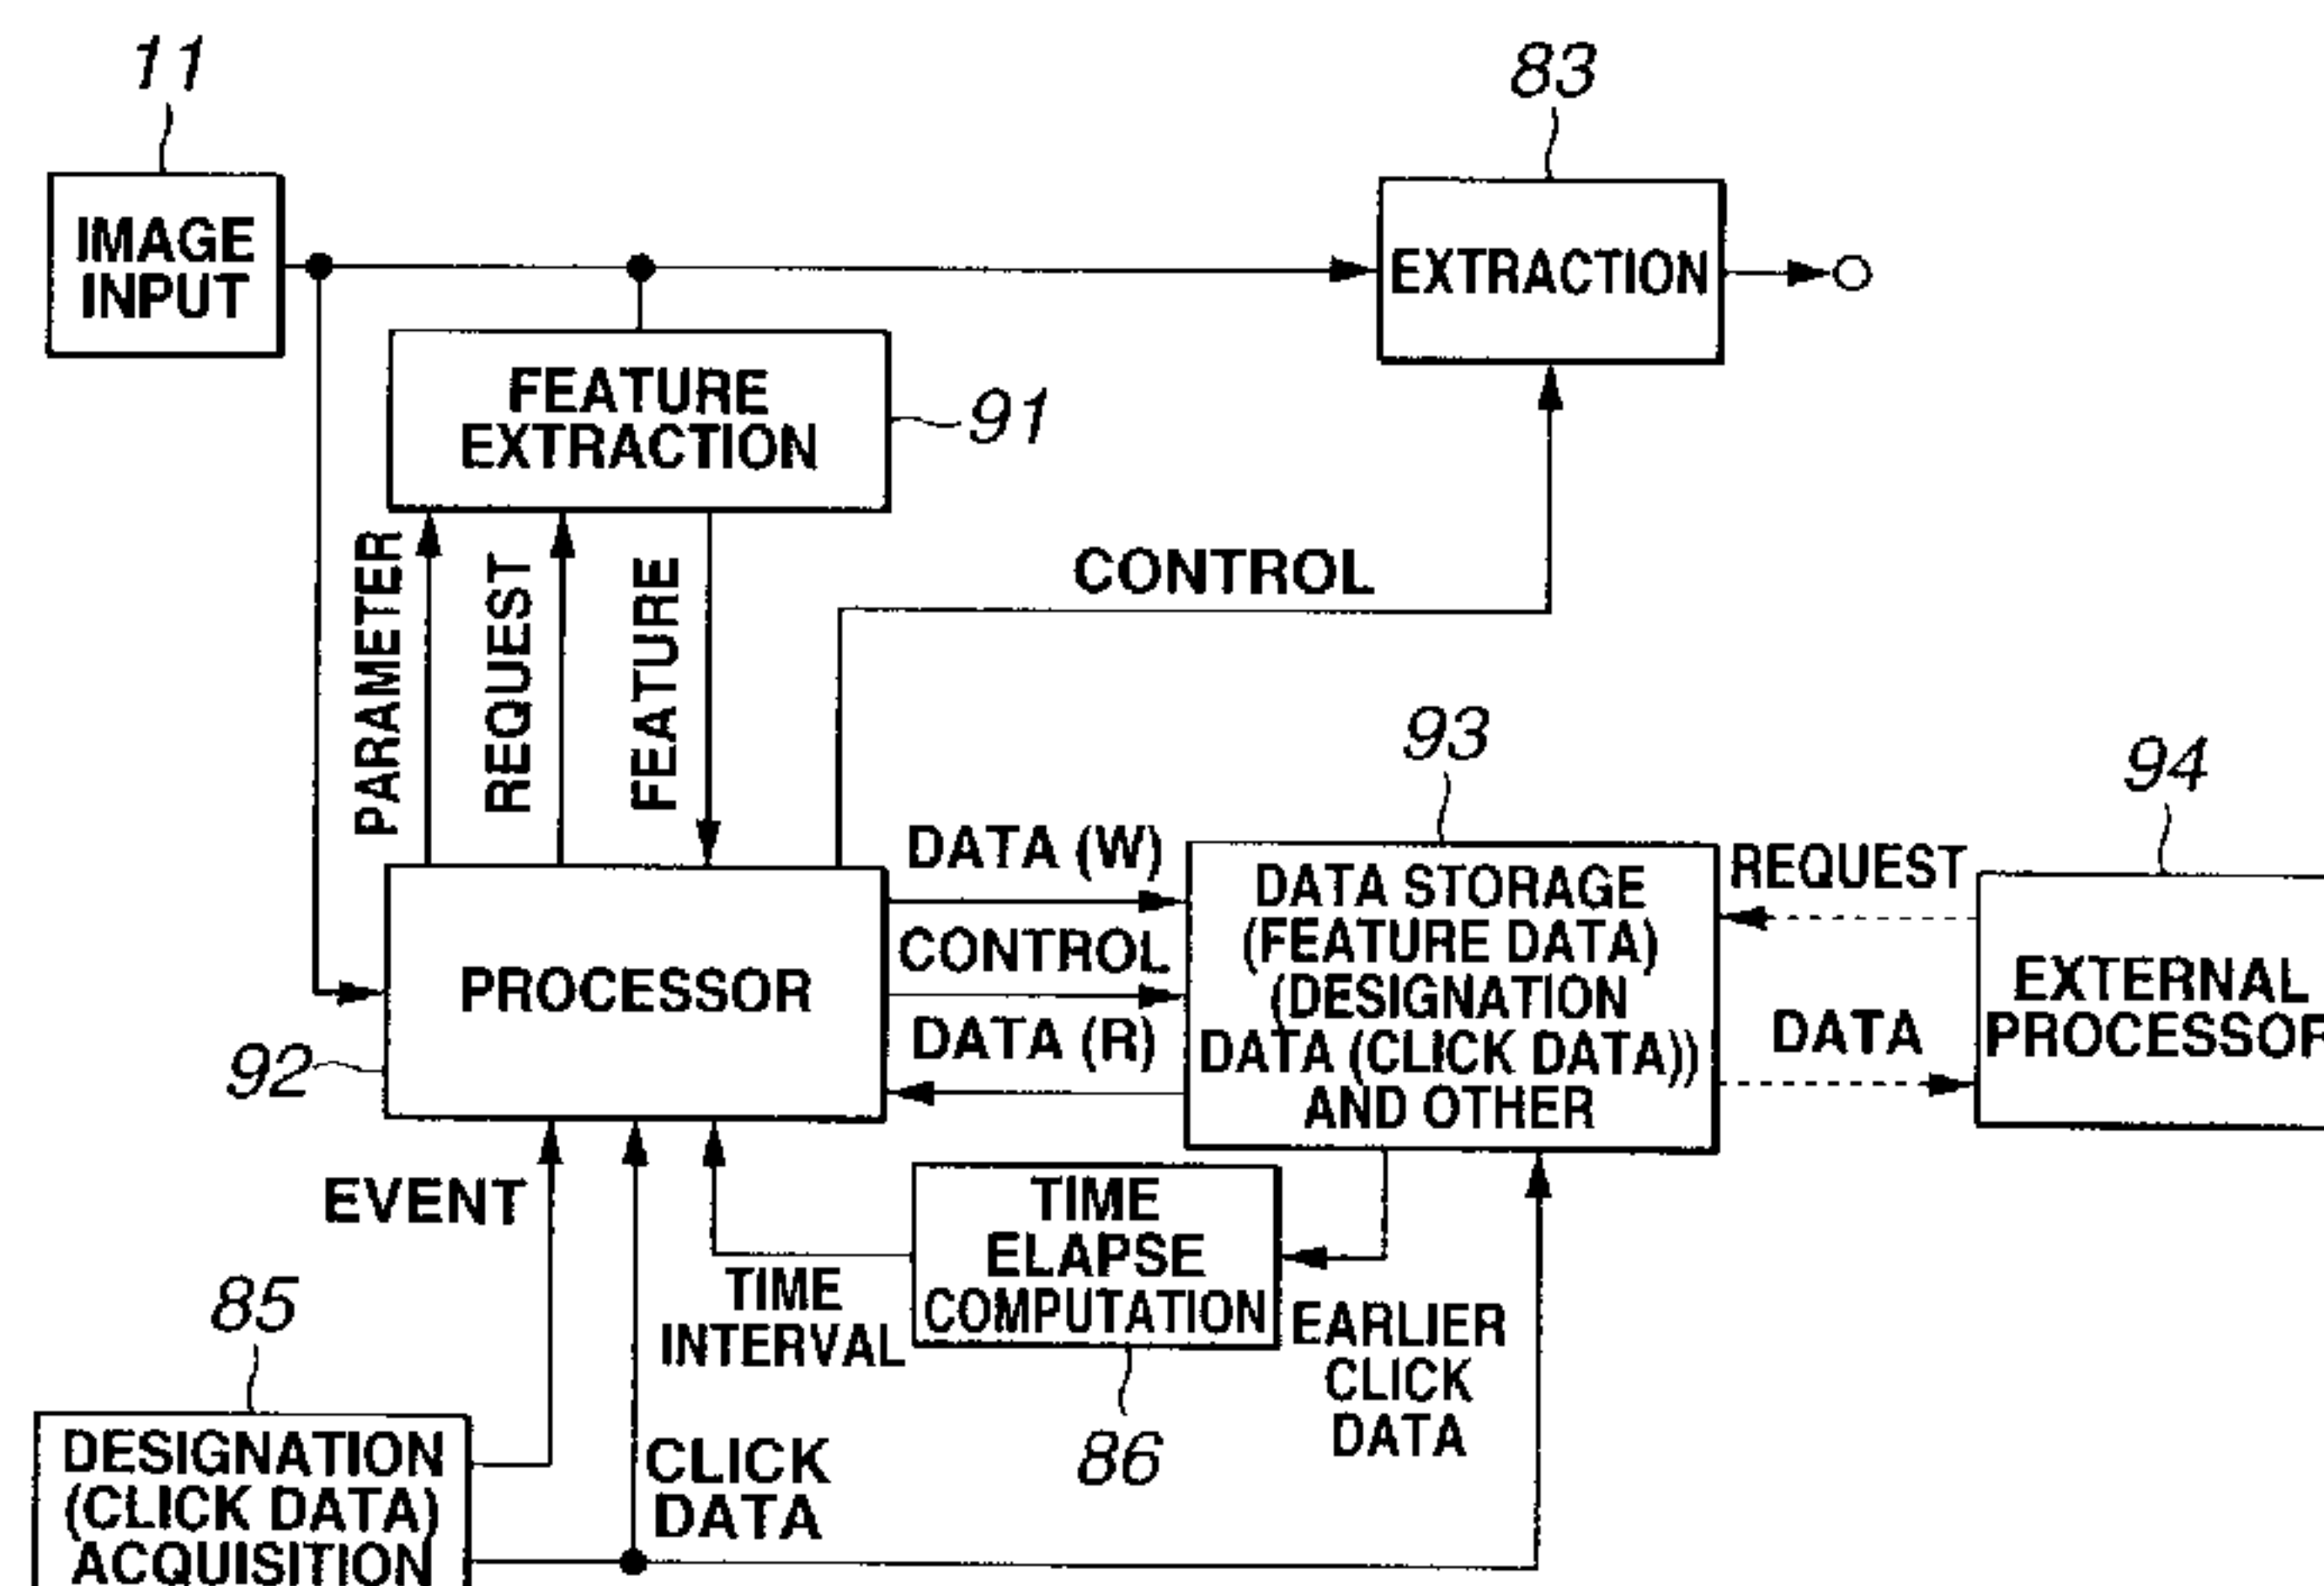 11
83
IMAGE
INPUT
EXTRACTION
FEATURE
EXTRACTION
91
PARAMETER
REQUEST
FEATURE
CONTROL
93
94
DATA (W)
CONTROL
DATA (R)
PROCESSOR
92
DATA STORAGE
(FEATURE DATA)
(DESIGNATION
DATA (CLICK DATA))
AND OTHER
REQUEST
DATA
EXTERNAL
PROCESSOR
EVENT
TIME
INTERVAL
TIME
ELAPSE
COMPUTATION
86
EARLIER
CLICK
DATA
85
DESIGNATION
(CLICK DATA)
ACQUISITION
CLICK
DATA